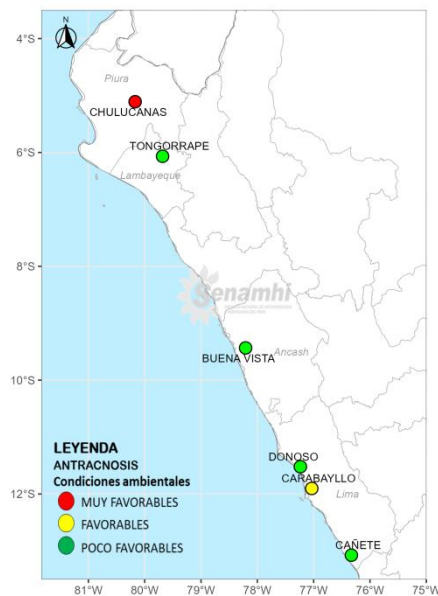 N
4°S
Piura
CHULUCANAS
TONGORRAPE
6°S
Lambayeque
8°S
Senamhi
BUENA VISTA
Ancash
10°S
LEYENDA
ANTRACNOSIS
Condiciones ambientales
MUY FAVORABLES
FAVORABLES
POCO FAVORABLES
DONOSO
CARABAYLLO
Lima
12°S
CAÑETE
81°W 80°W 79°W 78°W 77°W 76°W 75°W